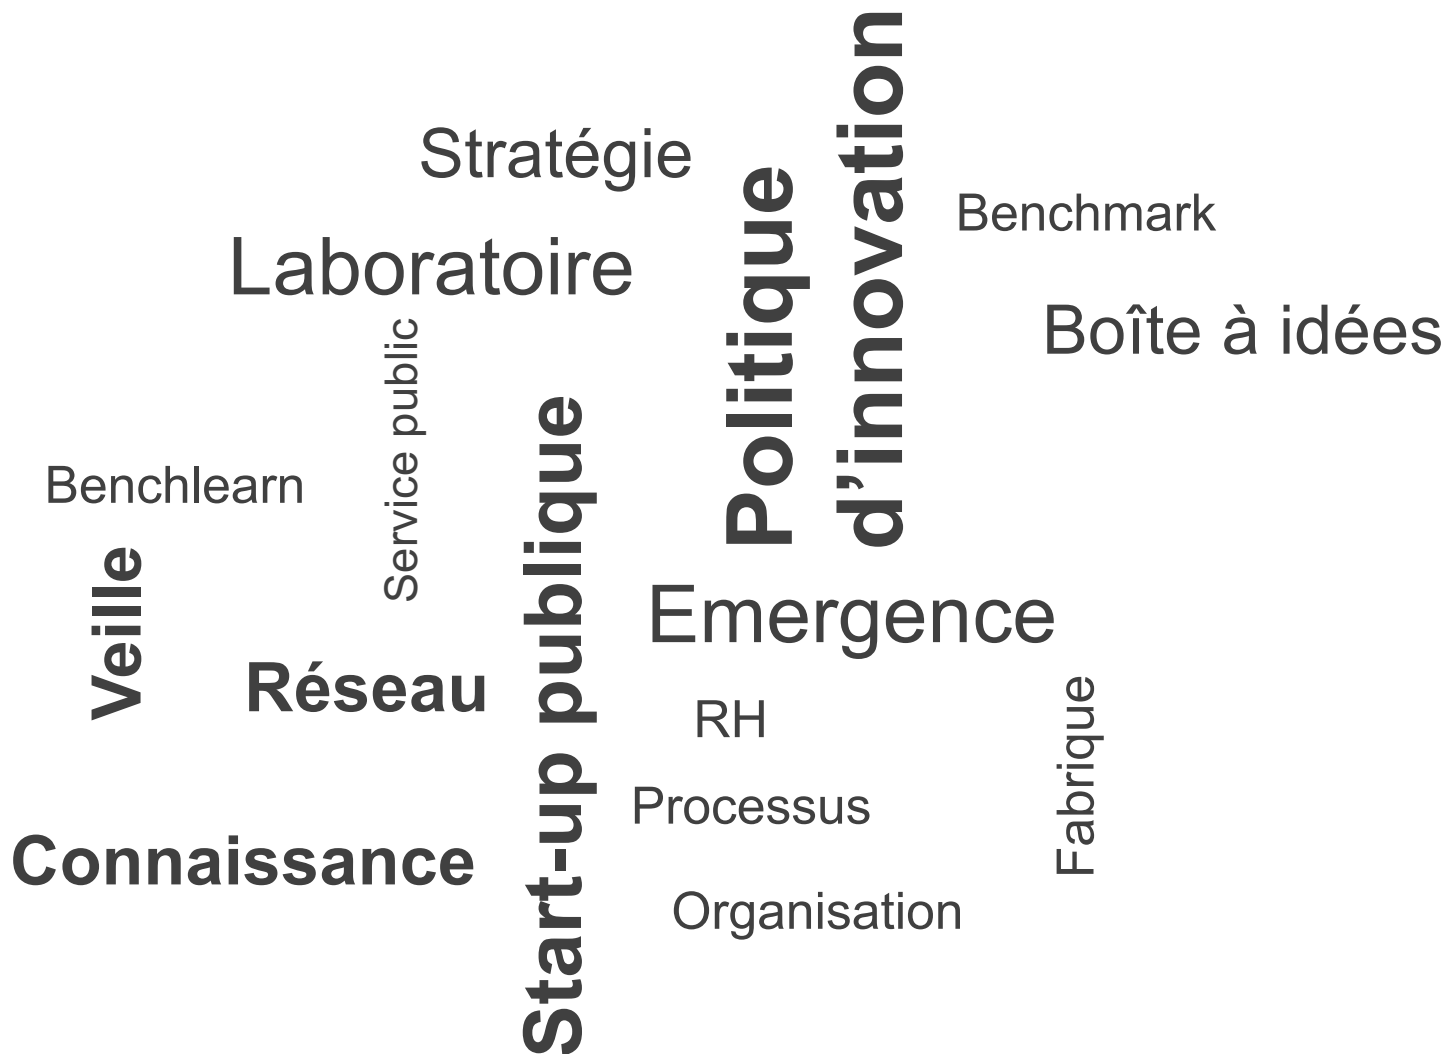 Stratégie
Politique
d’innovation
Benchmark
Laboratoire
Boîte à idées
Service public
Benchlearn
Start-up publique
Veille
Emergence
Réseau
RH
Fabrique
Processus
Connaissance
Organisation